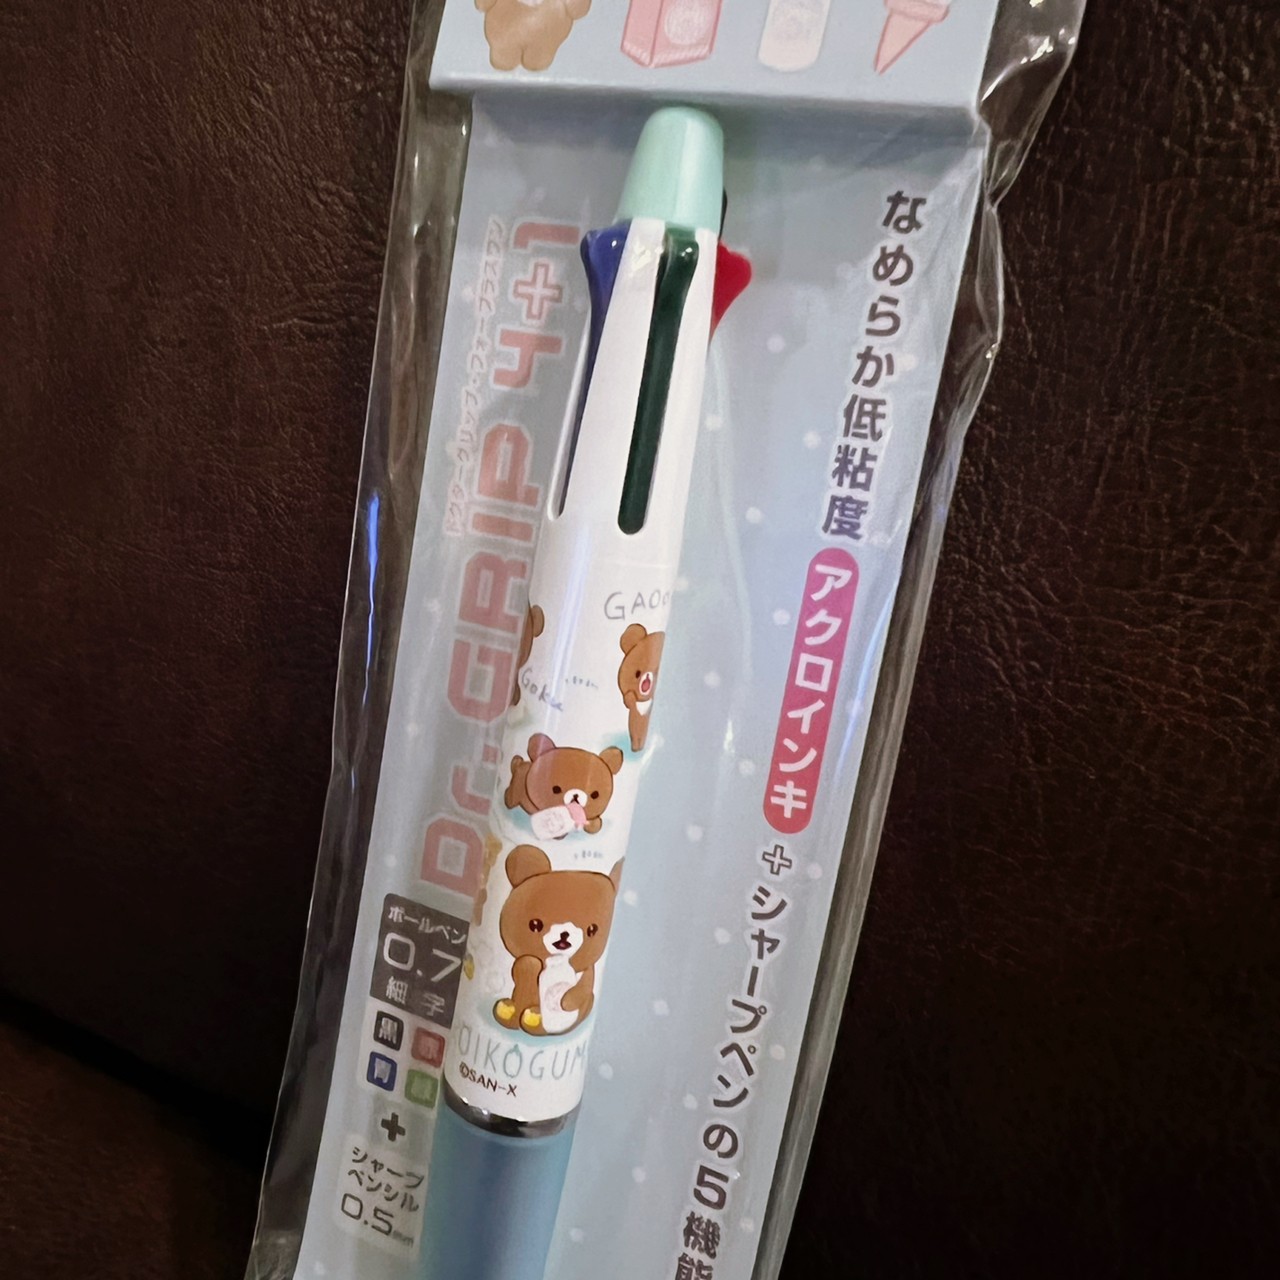 なめらか低粘度
アクロインキ
+シャープペンの5機能
Dr. GRIP 4+1
ドクターグリップ・フォープラスワン
ボールペン
0.7
細字
黒
赤
青
緑
+
シャープ
ペンシル
0.5mm
GAOO
Goku
OIKOGUM
©SAN-X